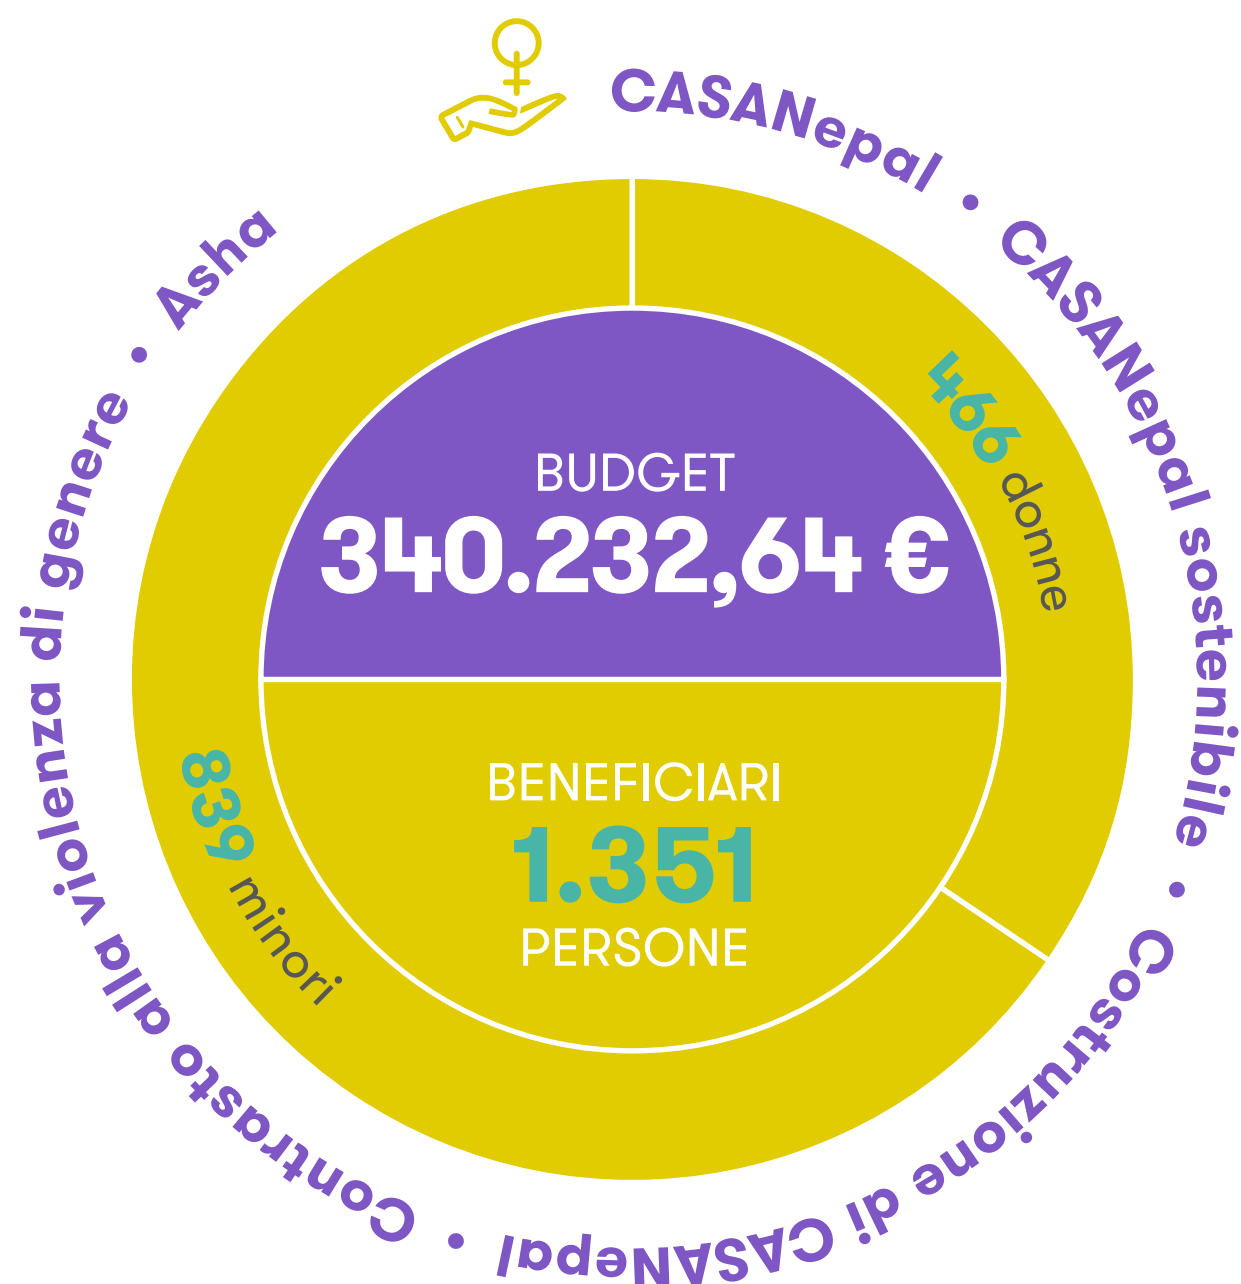 CASANepal • CASANepal sostenibile • Costruzione di CASANepal • Contrasto alla violenza di genere • Asha
466 donne
BUDGET
340.232,64 €
BENEFICIARI
1.351
PERSONE
839 minori